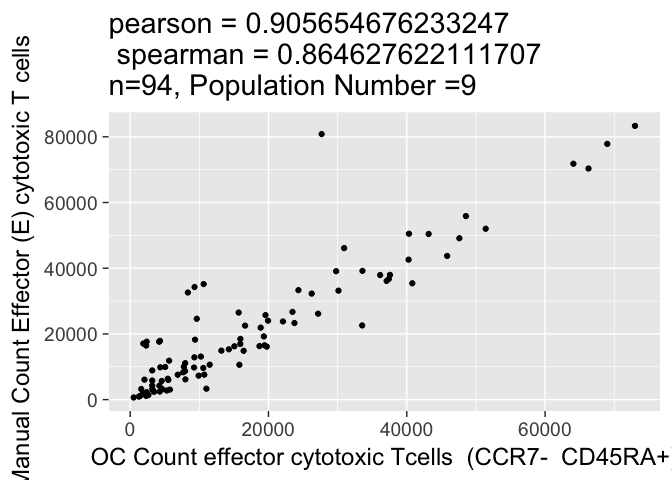 pearson = 0.905654676233247
spearman = 0.864627622111707
n=94, Population Number =9
Manual Count Effector (E) cytotoxic T cells
80000
60000
40000
20000
0
0
20000
40000
60000
OC Count effector cytotoxic Tcells (CCR7- CD45RA+)